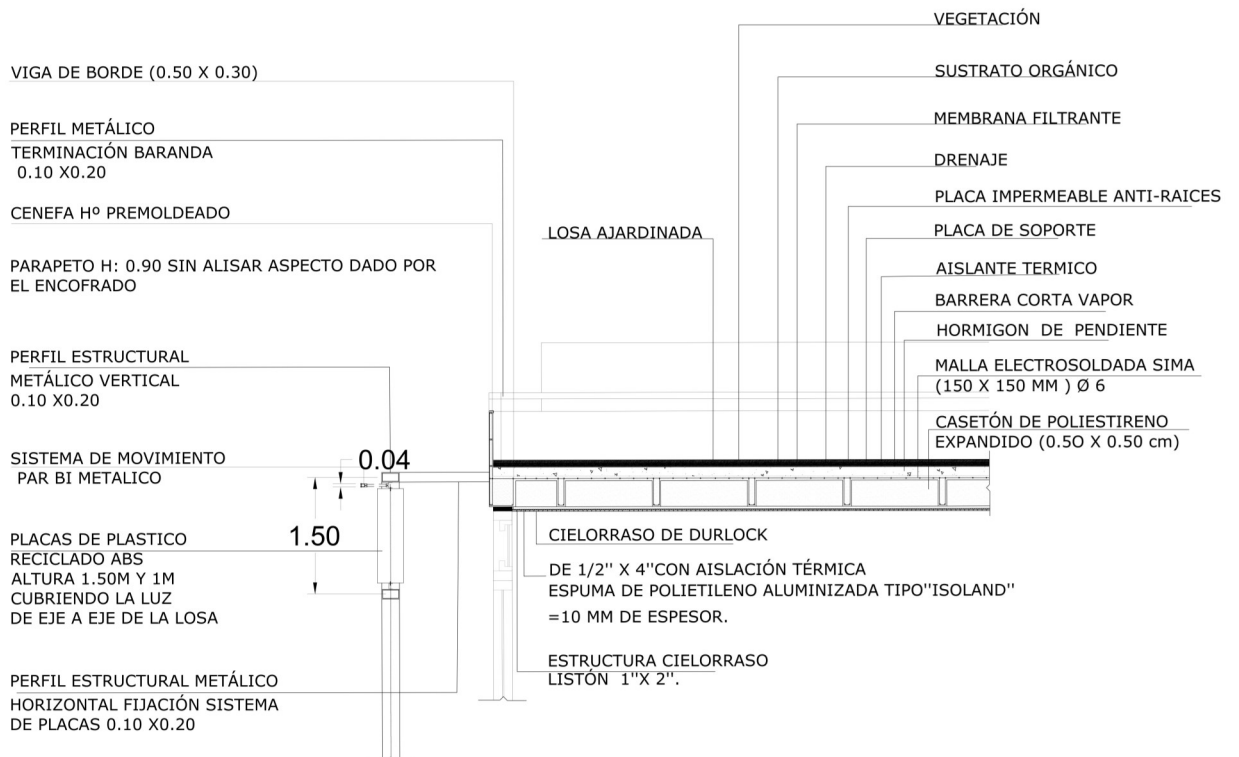 VIGA DE BORDE (0.50 X 0.30)
PERFIL METÁLICO
TERMINACIÓN BARANDA
0.10 X0.20
CENEFA Hº PREMOLDEADO
PARAPETO H: 0.90 SIN ALISAR ASPECTO DADO POR
EL ENCOFRADO
PERFIL ESTRUCTURAL
METÁLICO VERTICAL
0.10 X0.20
SISTEMA DE MOVIMIENTO
PAR BI METALICO
0.04
PLACAS DE PLASTICO
RECICLADO ABS
ALTURA 1.50M Y 1M
CUBRIENDO LA LUZ
DE EJE A EJE DE LA LOSA
1.50
PERFIL ESTRUCTURAL METÁLICO
HORIZONTAL FIJACIÓN SISTEMA
DE PLACAS 0.10 X0.20
LOSA AJARDINADA
CIELORRASO DE DURLOCK
DE 1/2'' X 4''CON AISLACIÓN TÉRMICA
ESPUMA DE POLIETILENO ALUMINIZADA TIPO''ISOLAND''
=10 MM DE ESPESOR.
ESTRUCTURA CIELORRASO
LISTÓN 1''X 2''.
VEGETACIÓN
SUSTRATO ORGÁNICO
MEMBRANA FILTRANTE
DRENAJE
PLACA IMPERMEABLE ANTI-RAICES
PLACA DE SOPORTE
AISLANTE TERMICO
BARRERA CORTA VAPOR
HORMIGON DE PENDIENTE
MALLA ELECTROSOLDADA SIMA
(150 X 150 MM ) Ø 6
CASETÓN DE POLIESTIRENO
EXPANDIDO (0.5O X 0.50 cm)